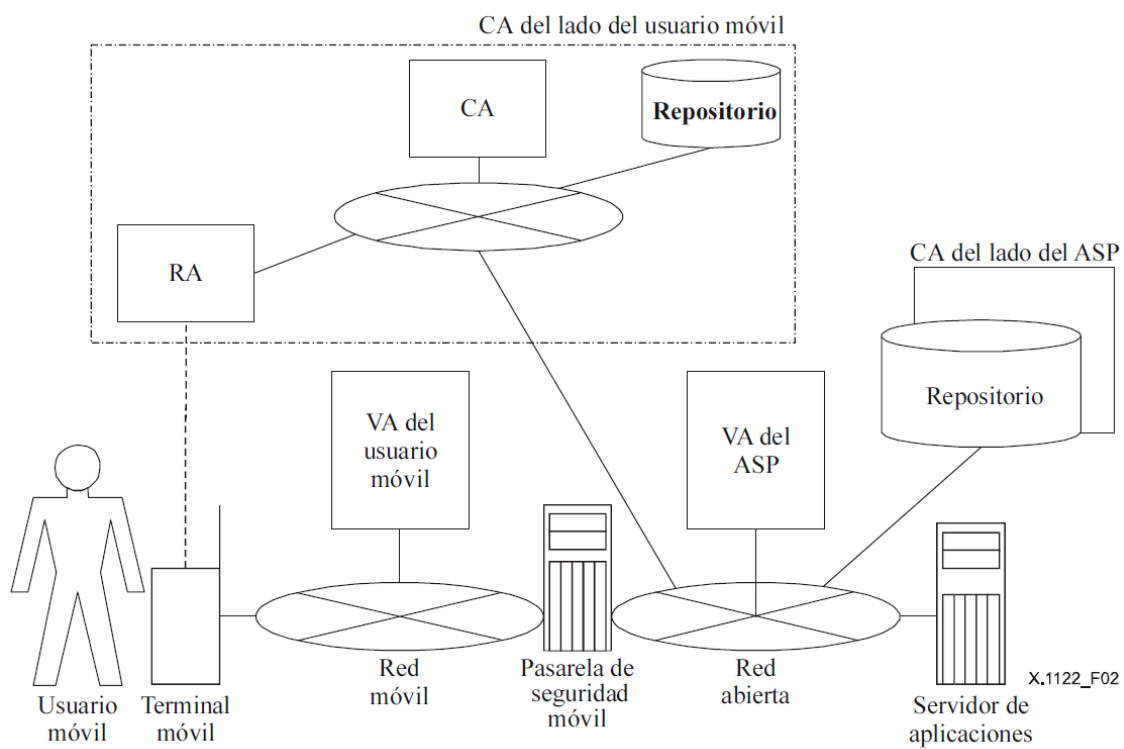 CA del lado del usuario móvil
CA
Repositorio
RA
CA del lado del ASP
Repositorio
VA del
usuario
móvil
VA del
ASP
Usuario
móvil
Terminal
móvil
Red
móvil
Pasarela de
seguridad
móvil
Red
abierta
Servidor de
aplicaciones
X.1122_F02